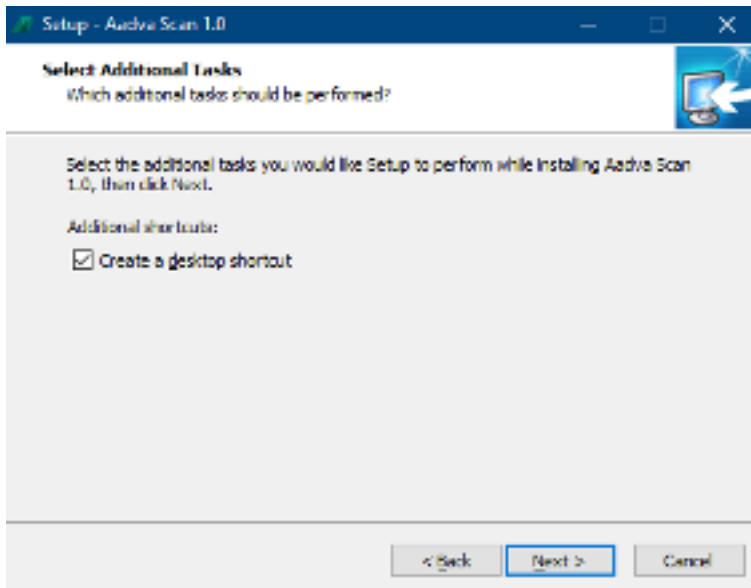 Setup - Aadva Scan 1.0
Select Additional Tasks
Which additional tasks should be performed?
Select the additional tasks you would like Setup to perform while installing Aadva Scan
1.0, then click Next.
Additional shortcuts:
Create a desktop shortcut
< Back Next > Cancel